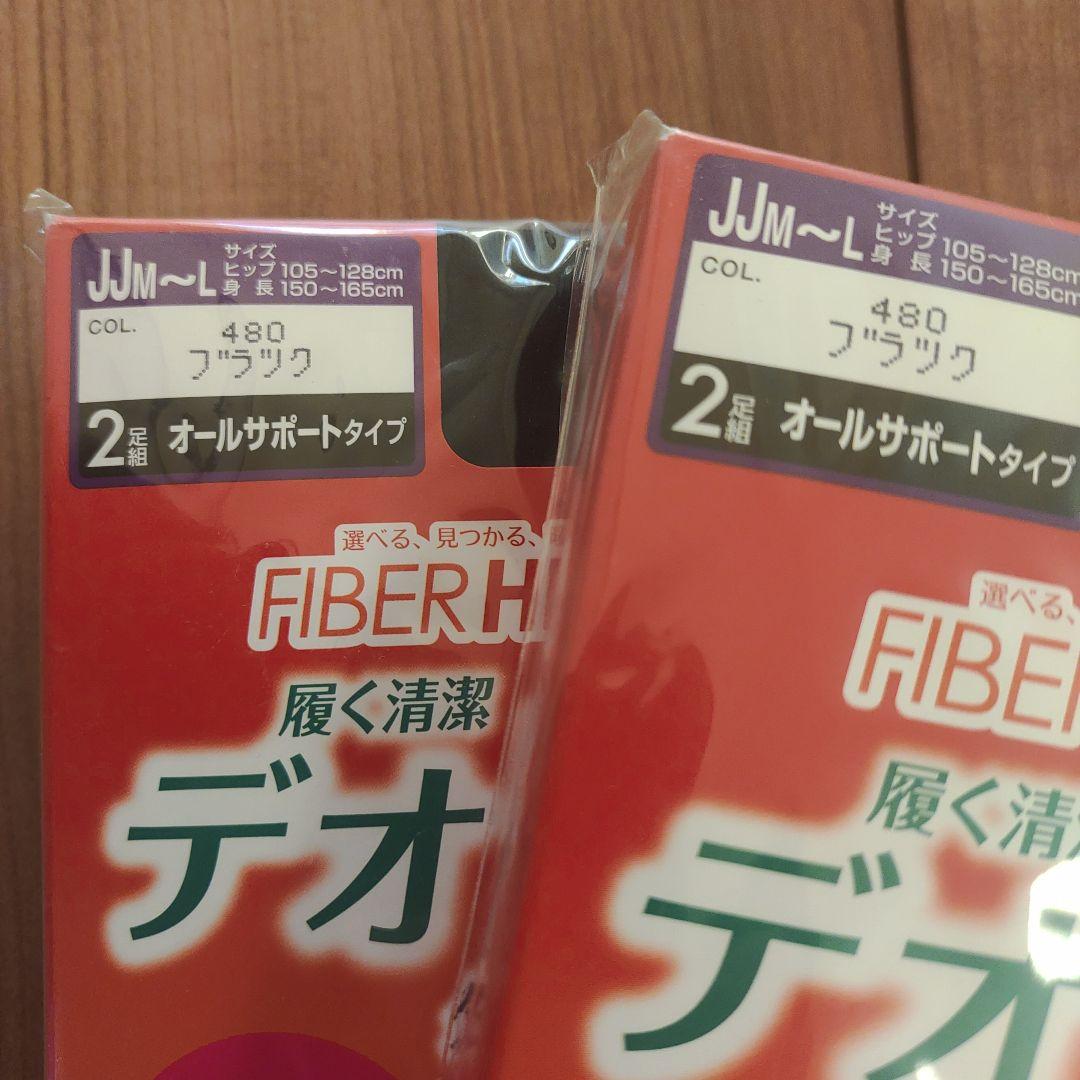 JJM〜L サイズ
ヒップ 105〜128cm
身長 150〜165cm
COL.
480
ブラック
2足組 オールサポートタイプ
選べる、見つかる、
FIBER H
履く清潔
デオ
JJM〜L サイズ
ヒップ 105〜128cm
身長 150〜165cm
COL.
480
ブラック
2足組 オールサポートタイプ
選べる、
FIBER
履く清潔
デオ